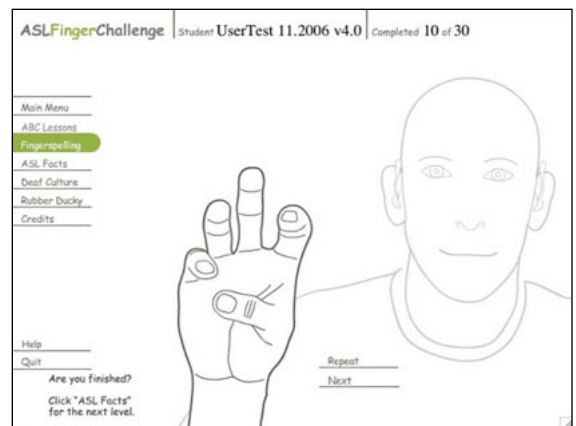 ASLFingerChallenge Student UserTest 11.2006 v4.0 Completed 10 of 30
Main Menu
ABC Lessons
Fingerspelling
ASL Facts
Deaf Culture
Rubber Ducky
Credits
Help
Quit
Repeat
Next
Are you finished?
Click "ASL Facts"
for the next level.